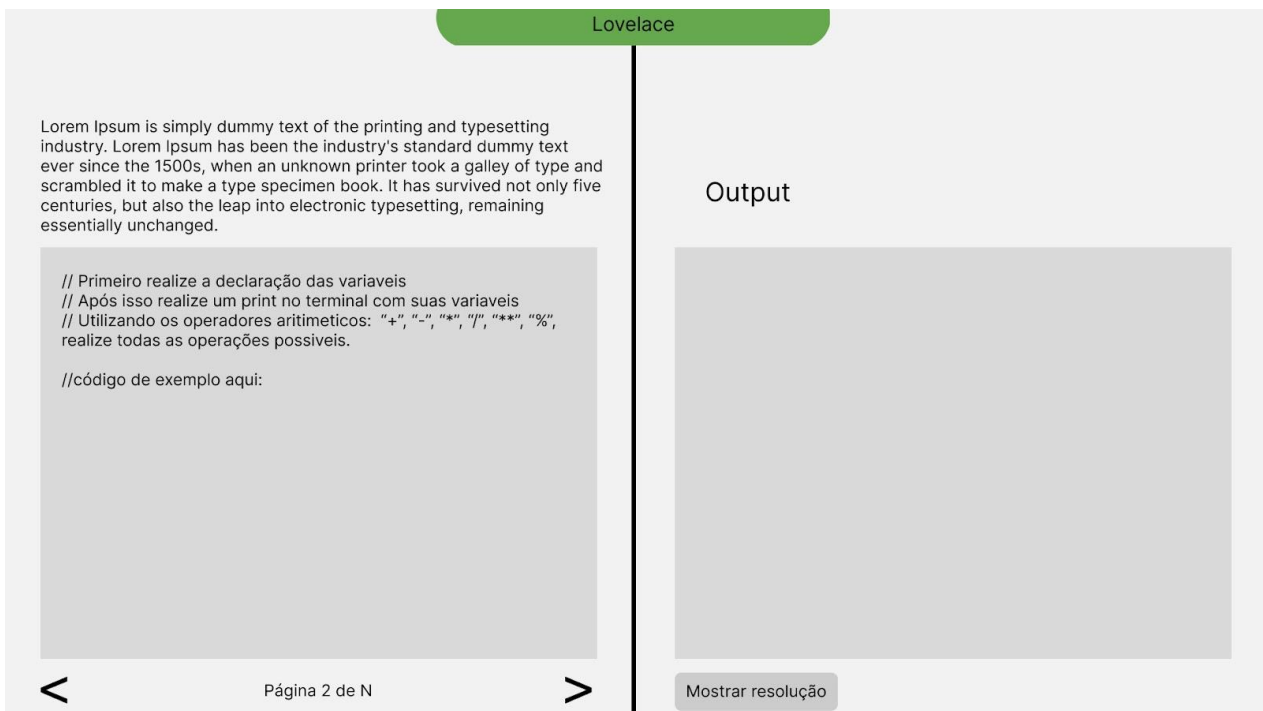 Lovelace
Lorem Ipsum is simply dummy text of the printing and typesetting
industry. Lorem Ipsum has been the industry's standard dummy text
ever since the 1500s, when an unknown printer took a galley of type and
scrambled it to make a type specimen book. It has survived not only five
centuries, but also the leap into electronic typesetting, remaining
essentially unchanged.
// Primeiro realize a declaração das variaveis
// Após isso realize um print no terminal com suas variaveis
// Utilizando os operadores aritimeticos:  “+”, “-”, “*”, “/”, “**”, “%”,
realize todas as operações possiveis.
//código de exemplo aqui:
< Página 2 de N >
Output
Mostrar resolução